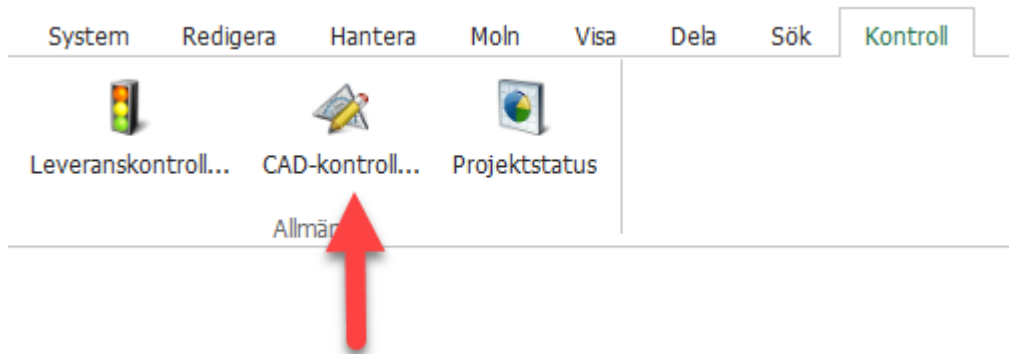 System Redigera Hantera Moln Visa Dela Sök Kontroll
Leveranskontroll... CAD-kontroll... Projektstatus